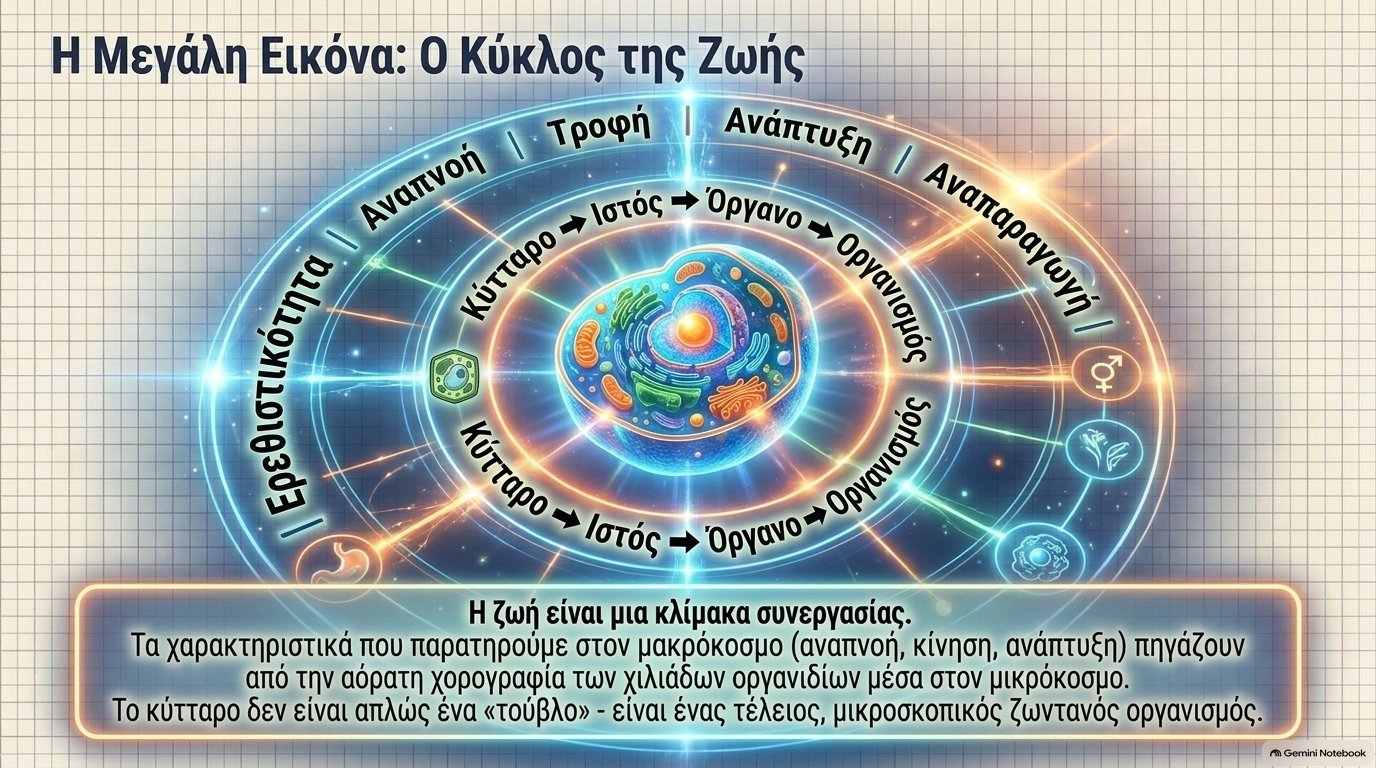 Η Μεγάλη Εικόνα: Ο Κύκλος της Ζωής
Ερεθιστικότητα | Αναπνοή | Τροφή | Ανάπτυξη | Αναπαραγωγή |
Κύτταρο ➡ Ιστός ➡ Όργανο ➡ Οργανισμός
Κύτταρο ➡ Ιστός ➡ Όργανο ➡ Οργανισμός
Η ζωή είναι μια κλίμακα συνεργασίας.
Τα χαρακτηριστικά που παρατηρούμε στον μακρόκοσμο (αναπνοή, κίνηση, ανάπτυξη) πηγάζουν
από την αόρατη χορογραφία των χιλιάδων οργανιδίων μέσα στον μικρόκοσμο.
Το κύτταρο δεν είναι απλώς ένα «τούβλο» - είναι ένας τέλειος, μικροσκοπικός ζωντανός οργανισμός.
Gemini Notebook